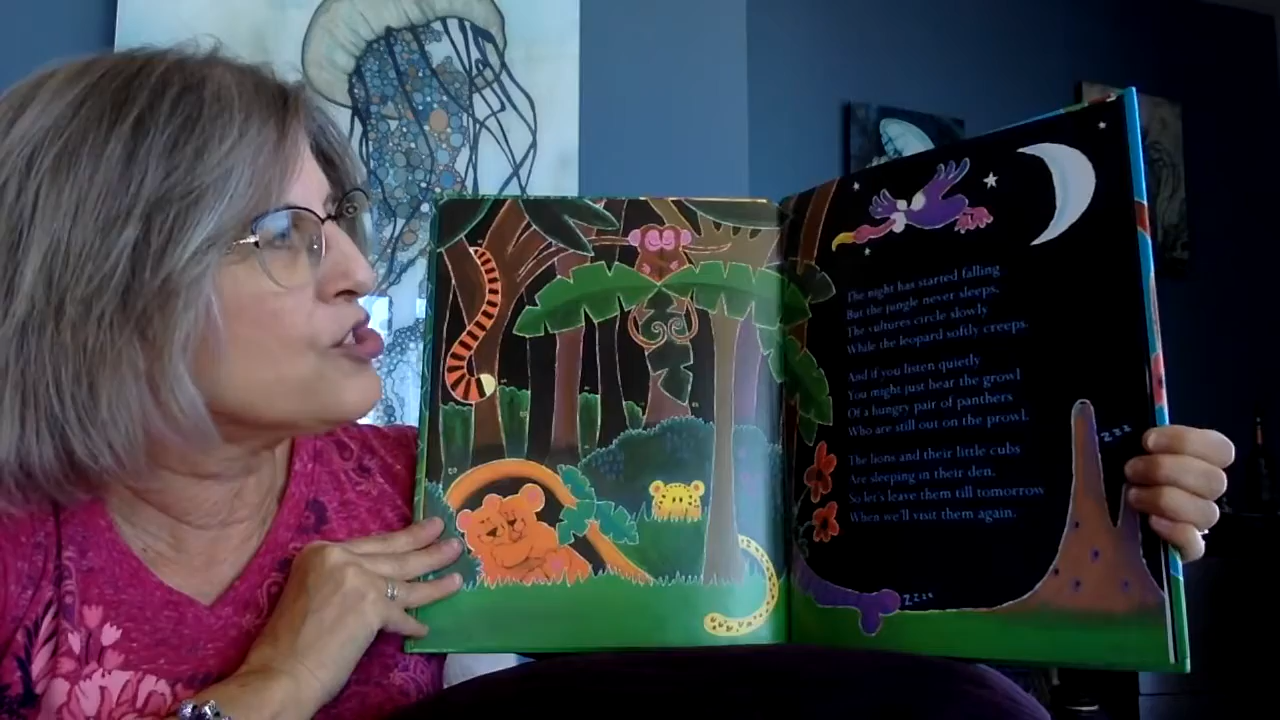 The night has started falling
But the jungle never sleeps,
The vultures circle slowly
While the leopard softly creeps.
And if you listen quietly
You might just hear the growl
Of a hungry pair of panthers
Who are still out on the prowl.
The lions and their little cubs
Are sleeping in their den.
So let's leave them till tomorrow
When we'll visit them again.
zzz
zzzz